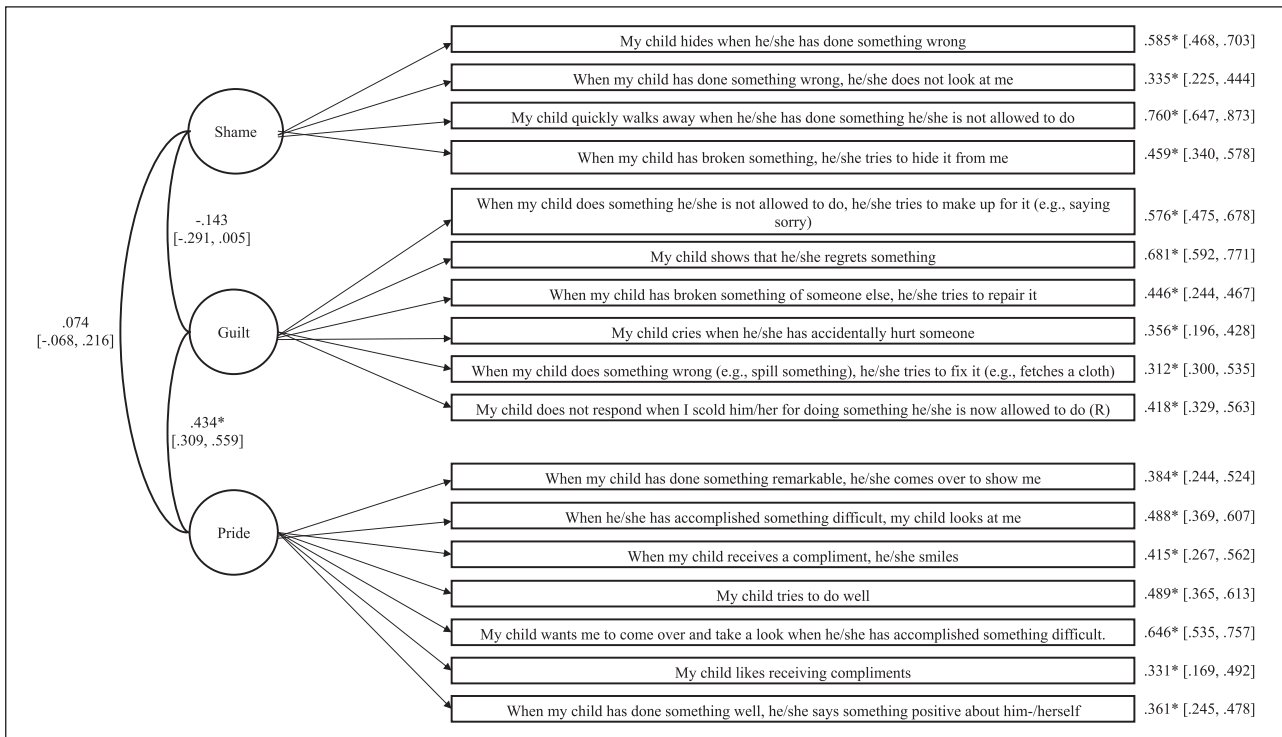 My child hides when he/she has done something wrong .585* [.468, .703]
When my child has done something wrong, he/she does not look at me .335* [.225, .444]
Shame
My child quickly walks away when he/she has done something he/she is not allowed to do .760* [.647, .873]
When my child has broken something, he/she tries to hide it from me .459* [.340, .578]
-.143
[-.291, .005]
When my child does something he/she is not allowed to do, he/she tries to make up for it (e.g., saying
sorry) .576* [.475, .678]
My child shows that he/she regrets something .681* [.592, .771]
When my child has broken something of someone else, he/she tries to repair it .446* [.244, .467]
.074
[-.068, .216]
Guilt
My child cries when he/she has accidentally hurt someone .356* [.196, .428]
When my child does something wrong (e.g., spill something), he/she tries to fix it (e.g., fetches a cloth) .312* [.300, .535]
My child does not respond when I scold him/her for doing something he/she is now allowed to do (R) .418* [.329, .563]
.434*
[.309, .559]
When my child has done something remarkable, he/she comes over to show me .384* [.244, .524]
When he/she has accomplished something difficult, my child looks at me .488* [.369, .607]
Pride
When my child receives a compliment, he/she smiles .415* [.267, .562]
My child tries to do well .489* [.365, .613]
My child wants me to come over and take a look when he/she has accomplished something difficult. .646* [.535, .757]
My child likes receiving compliments .331* [.169, .492]
When my child has done something well, he/she says something positive about him-/herself .361* [.245, .478]